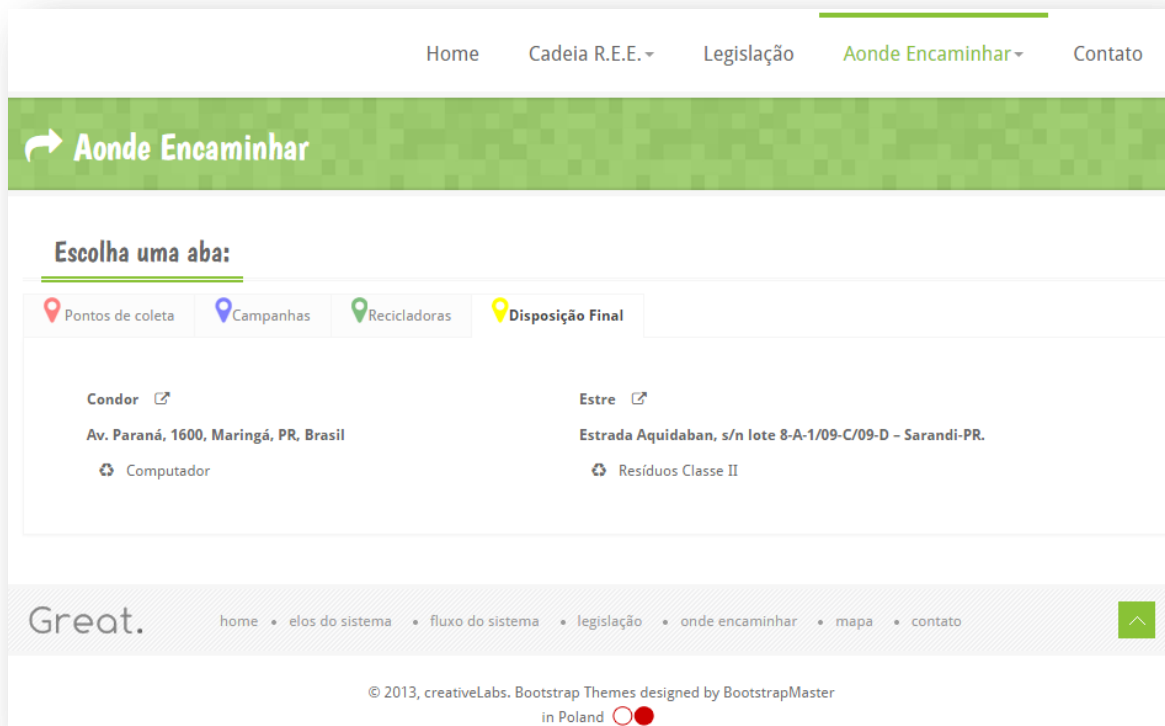 Home Cadeia R.E.E. Legislação Aonde Encaminhar Contato
Aonde Encaminhar
Escolha uma aba:
Pontos de coleta Campanhas Recicladoras Disposição Final
Condor
Av. Paraná, 1600, Maringá, PR, Brasil
Computador
Estre
Estrada Aquidaban, s/n lote 8-A-1/09-C/09-D – Sarandi-PR.
Resíduos Classe II
Great.
home • elos do sistema • fluxo do sistema • legislação • onde encaminhar • mapa • contato
© 2013, creativeLabs. Bootstrap Themes designed by BootstrapMaster
in Poland